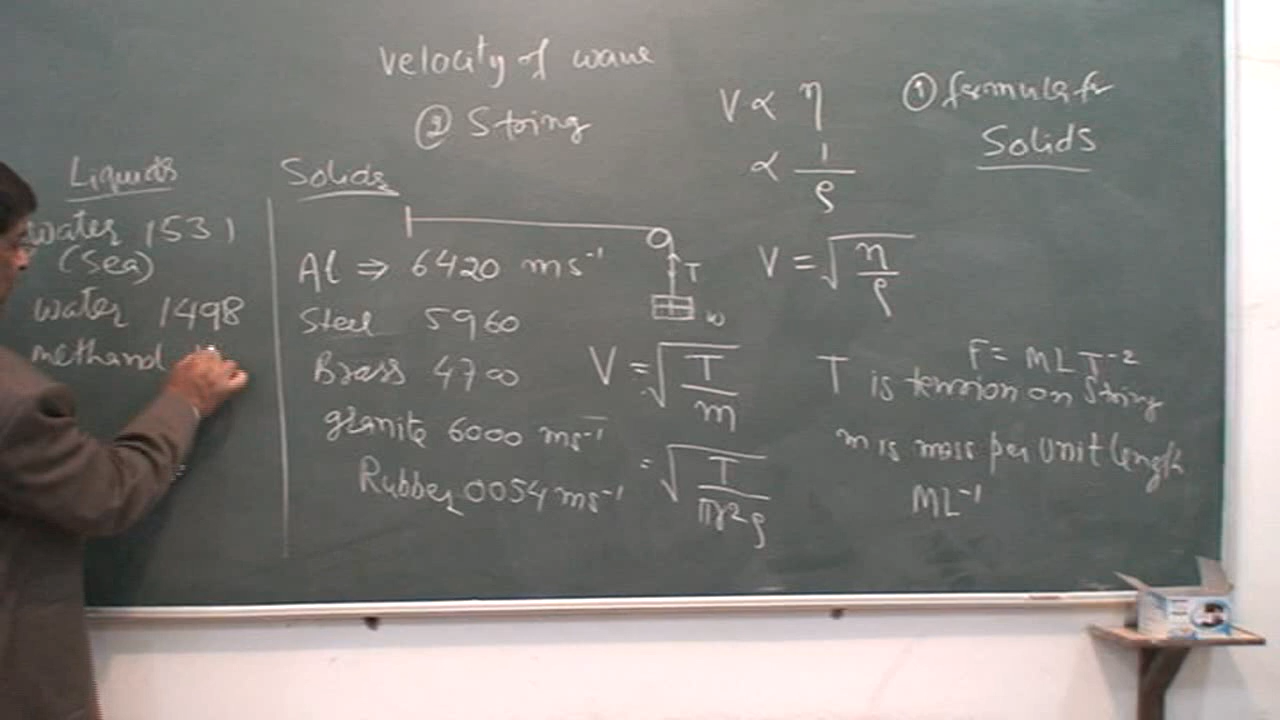 Velocity of wave
② String
V ∝ η
∝ 1/ρ
V = √(η/ρ)
① formula for
Solids
Liquids
water 1531
(Sea)
water 1498
methanol
Solids
Al ⇒ 6420 ms⁻¹
Steel 5960
Brass 4700
granite 6000 ms⁻¹
Rubber 0054 ms⁻¹
T
w
V = √(T/m)
= √(T/πr²ρ)
F = MLT⁻²
T is tension on String
m is mass per unit length
ML⁻¹